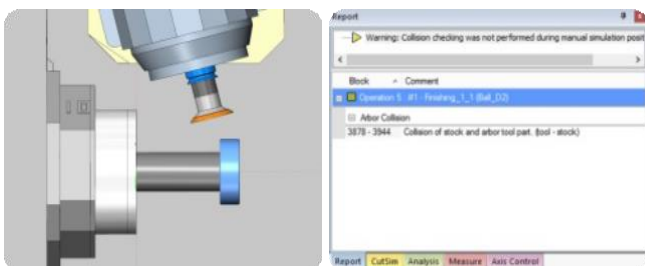 Report
Warning: Collision checking was not performed during manual simulation posit
Block Comment
Operation 5 #1 - Finishing_1_1 (Ball_D2)
Arbor Collision
3878 - 3944 Collision of stock and arbor tool part. (tool - stock)
Report CutSim Analysis Measure Axis Control